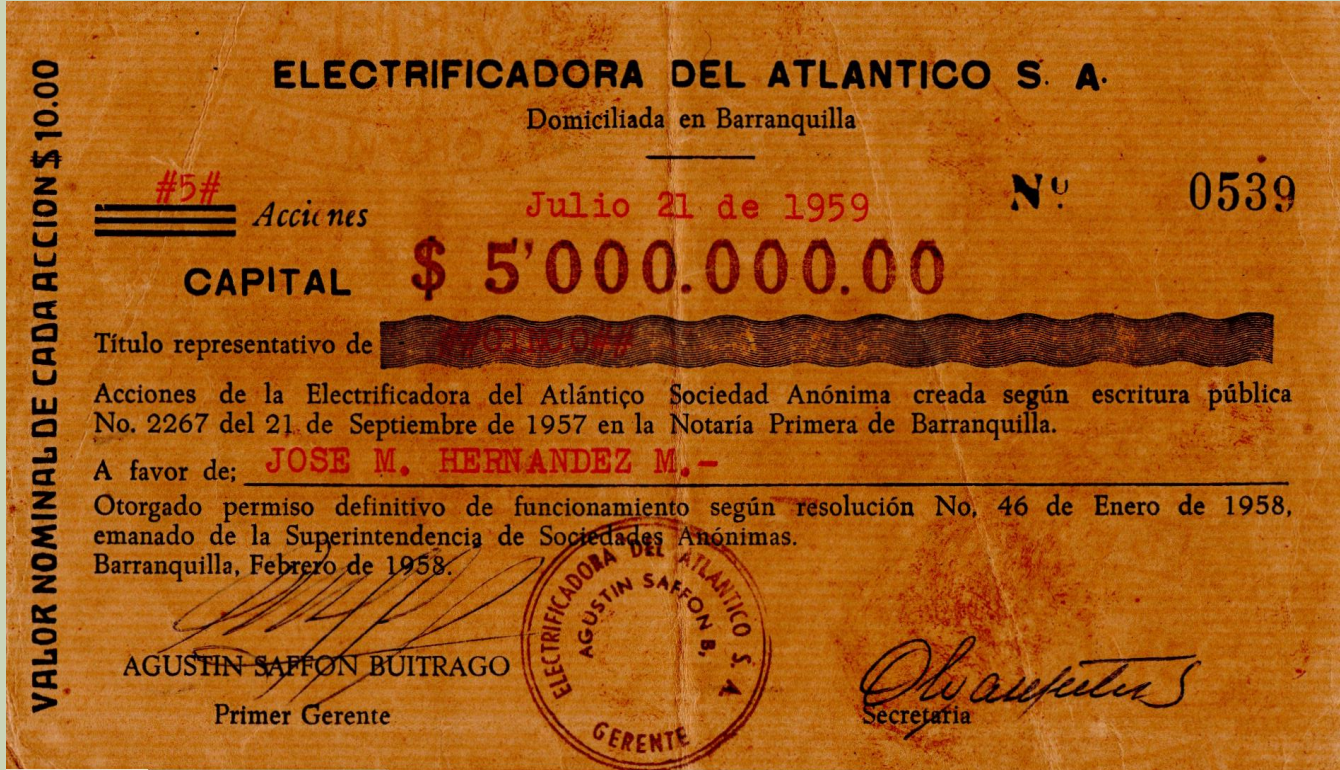 ELECTRIFICADORA DEL ATLANTICO S. A.
Domiciliada en Barranquilla
VALOR NOMINAL DE CADA ACCION $ 10.00
#5# Acciones
Julio 21 de 1959
Nº 0539
CAPITAL $ 5'000.000.00
Título representativo de ##CINCO##
Acciones de la Electrificadora del Atlántiço Sociedad Anónima creada según escritura pública
No. 2267 del 21 de Septiembre de 1957 en la Notaría Primera de Barranquilla.
A favor de; JOSE M. HERNANDEZ M.-
Otorgado permiso definitivo de funcionamiento según resolución No. 46 de Enero de 1958,
emanado de la Superintendencia de Sociedades Anónimas.
Barranquilla, Febrero de 1958.
ELECTRIFICADORA DEL ATLANTICO S. A
AGUSTIN SAFFON B.
GERENTE
AGUSTIN SAFFON BUITRAGO
Primer Gerente
Secretaria